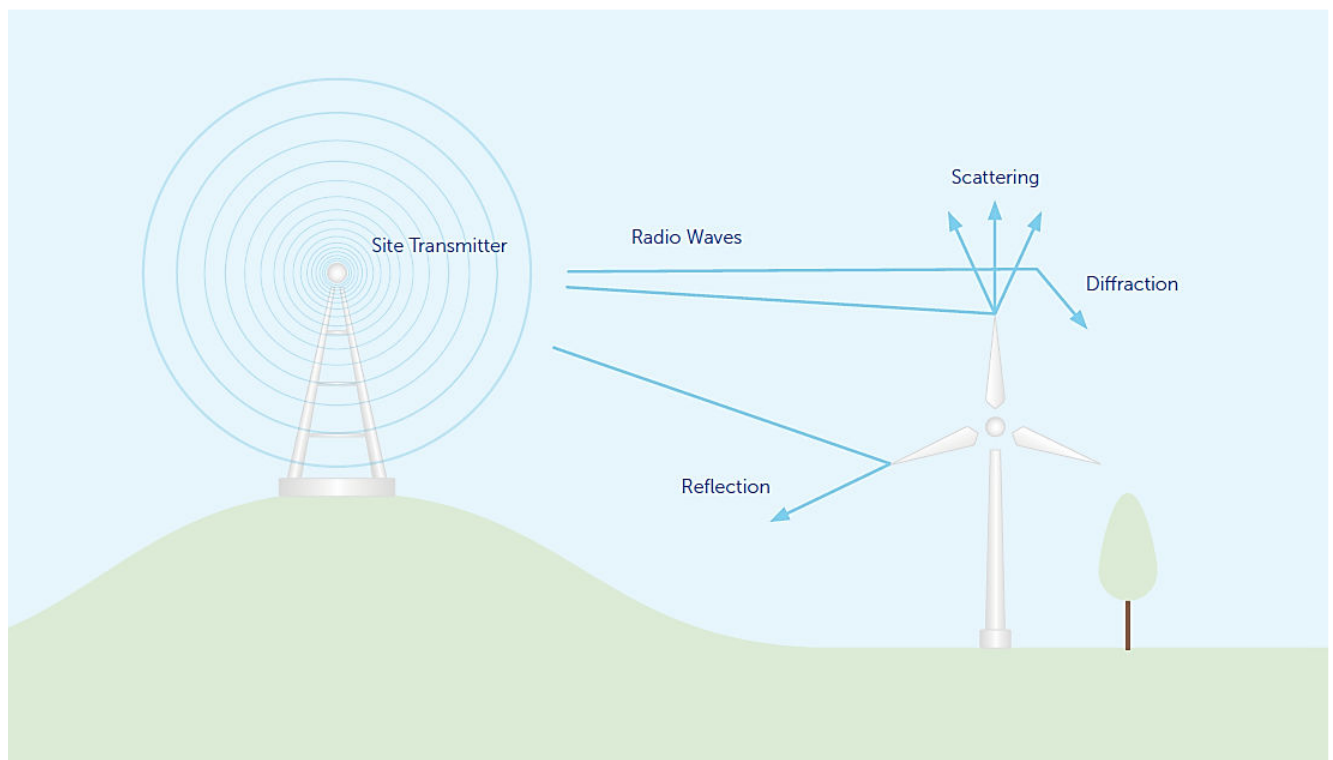 Scattering
Site Transmitter
Radio Waves
Diffraction
Reflection